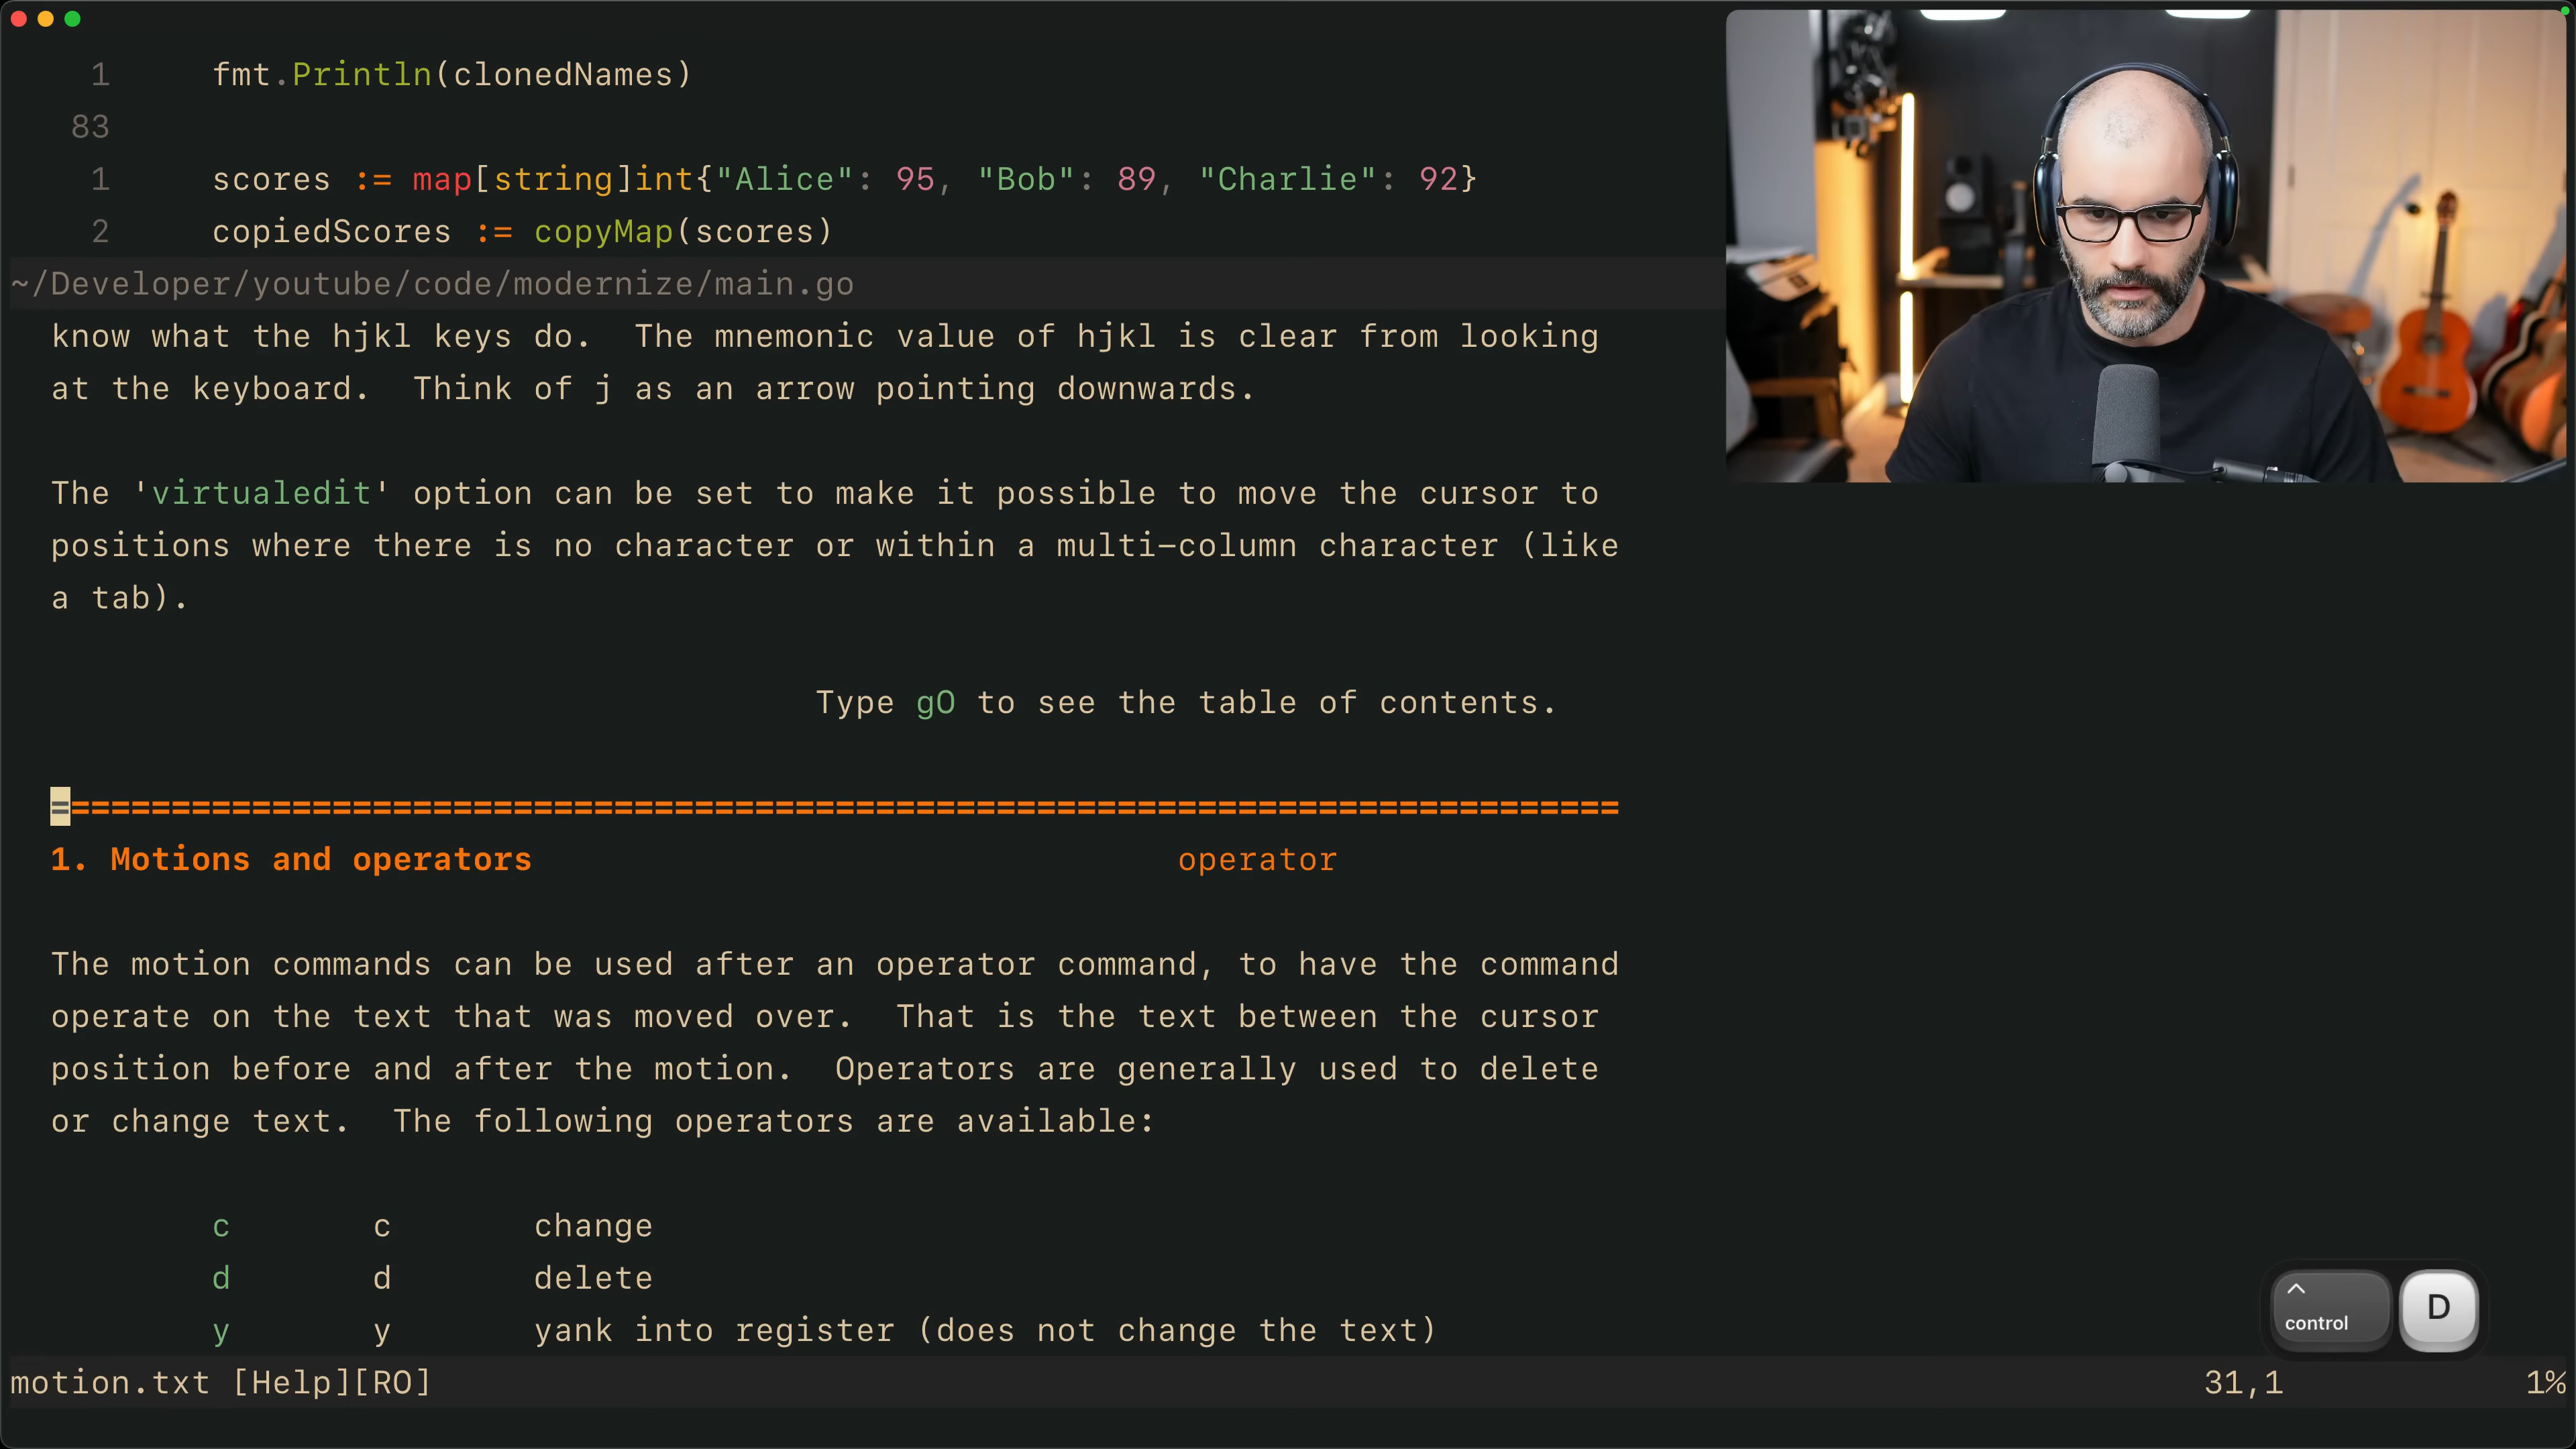 1 fmt.Println(clonedNames)
83
1 scores := map[string]int{"Alice": 95, "Bob": 89, "Charlie": 92}
2 copiedScores := copyMap(scores)
~/Developer/youtube/code/modernize/main.go
know what the hjkl keys do.  The mnemonic value of hjkl is clear from looking
at the keyboard.  Think of j as an arrow pointing downwards.
The 'virtualedit' option can be set to make it possible to move the cursor to
positions where there is no character or within a multi-column character (like
a tab).
Type gO to see the table of contents.
==============================================================================
1. Motions and operators operator
The motion commands can be used after an operator command, to have the command
operate on the text that was moved over.  That is the text between the cursor
position before and after the motion.  Operators are generally used to delete
or change text.  The following operators are available:
c c change
d d delete
y y yank into register (does not change the text)
^
control D
motion.txt [Help][RO] 31,1 1%